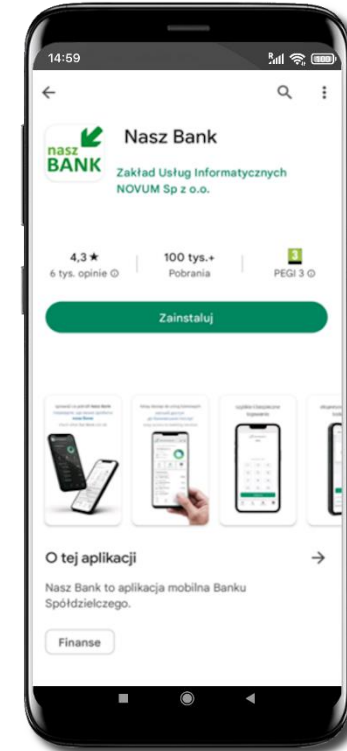 14:59
nasz
BANK
Nasz Bank
Zakład Usług Informatycznych
NOVUM Sp z o.o.
4,3 ★
6 tys. opinie
100 tys.+
Pobrania
3
PEGI 3
Zainstaluj
O tej aplikacji
Nasz Bank to aplikacja mobilna Banku
Spółdzielczego.
Finanse